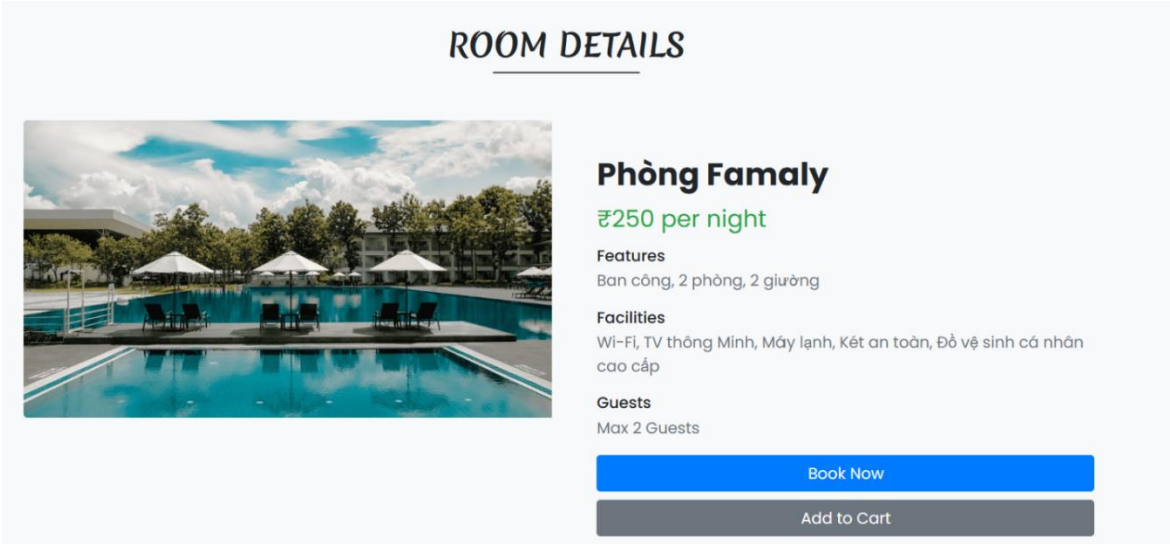 ROOM DETAILS
Phòng Famaly
₹250 per night
Features
Ban công, 2 phòng, 2 giường
Facilities
Wi-Fi, TV thông Minh, Máy lạnh, Két an toàn, Đồ vệ sinh cá nhân
cao cấp
Guests
Max 2 Guests
Book Now
Add to Cart